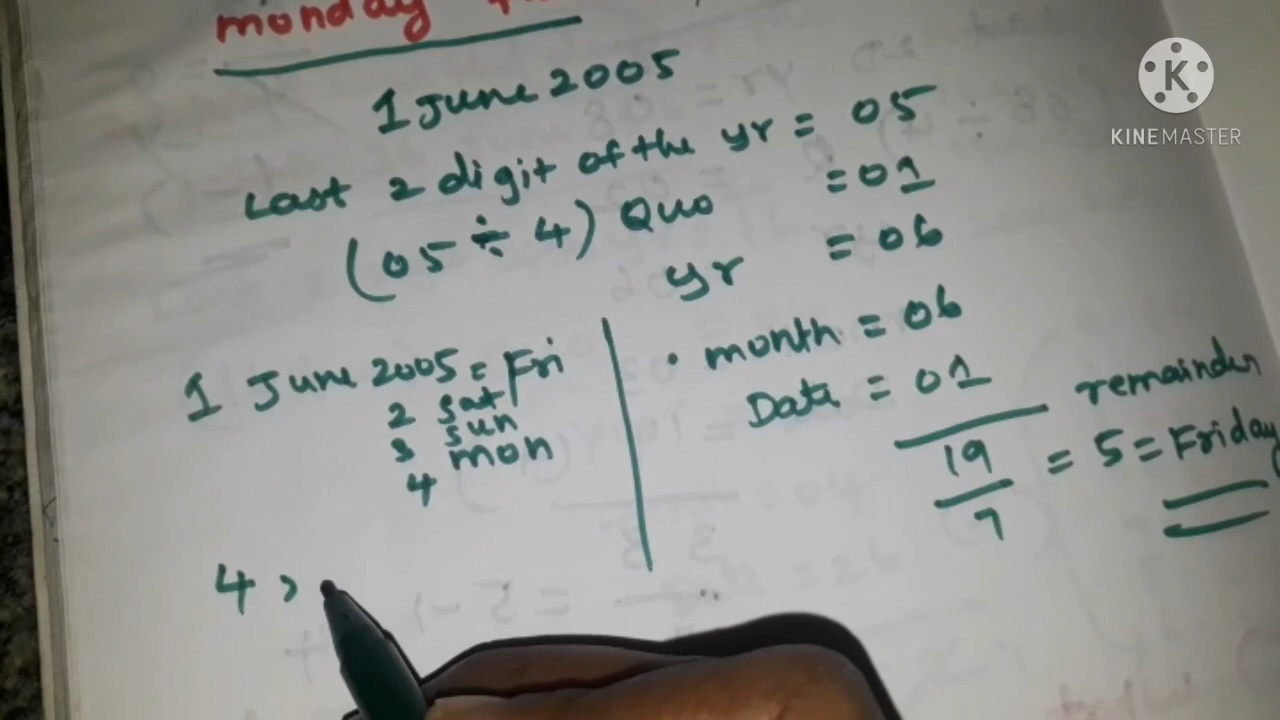 monday
1 June 2005
Last 2 digit of the yr = 05
(05 ÷ 4) Quo = 01
yr = 06
1 June 2005 = Fri
2 Sat
3 Sun
4 mon
4 ,
. month = 06
Date = 01
19
7
= 5 = Friday
remainder
K
KINEMASTER